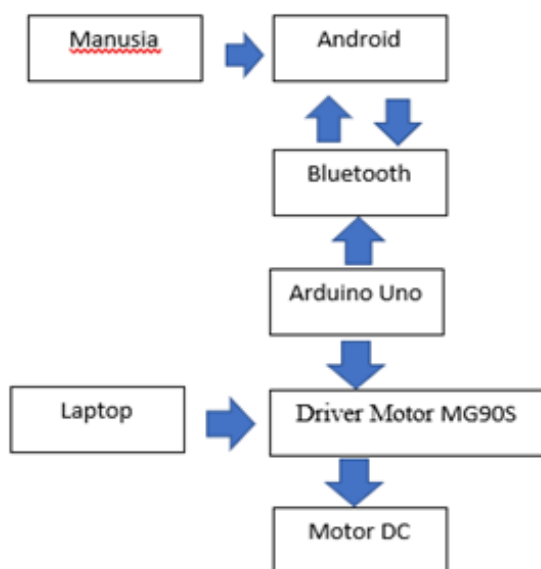 Manusia
Android
Bluetooth
Arduino Uno
Laptop
Driver Motor MG90S
Motor DC